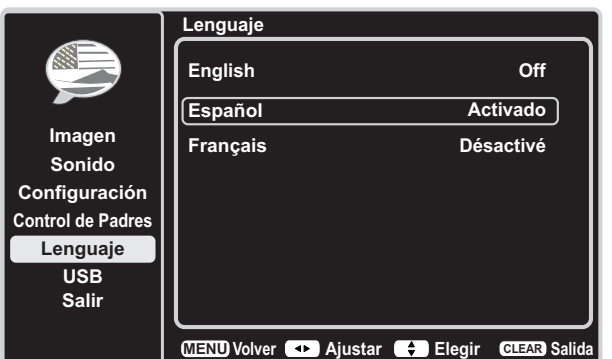 Lenguaje
Imagen
Sonido
Configuración
Control de Padres
Lenguaje
USB
Salir
English Off
Español Activado
Français Désactivé
MENU Volver Ajustar Elegir CLEAR Salida